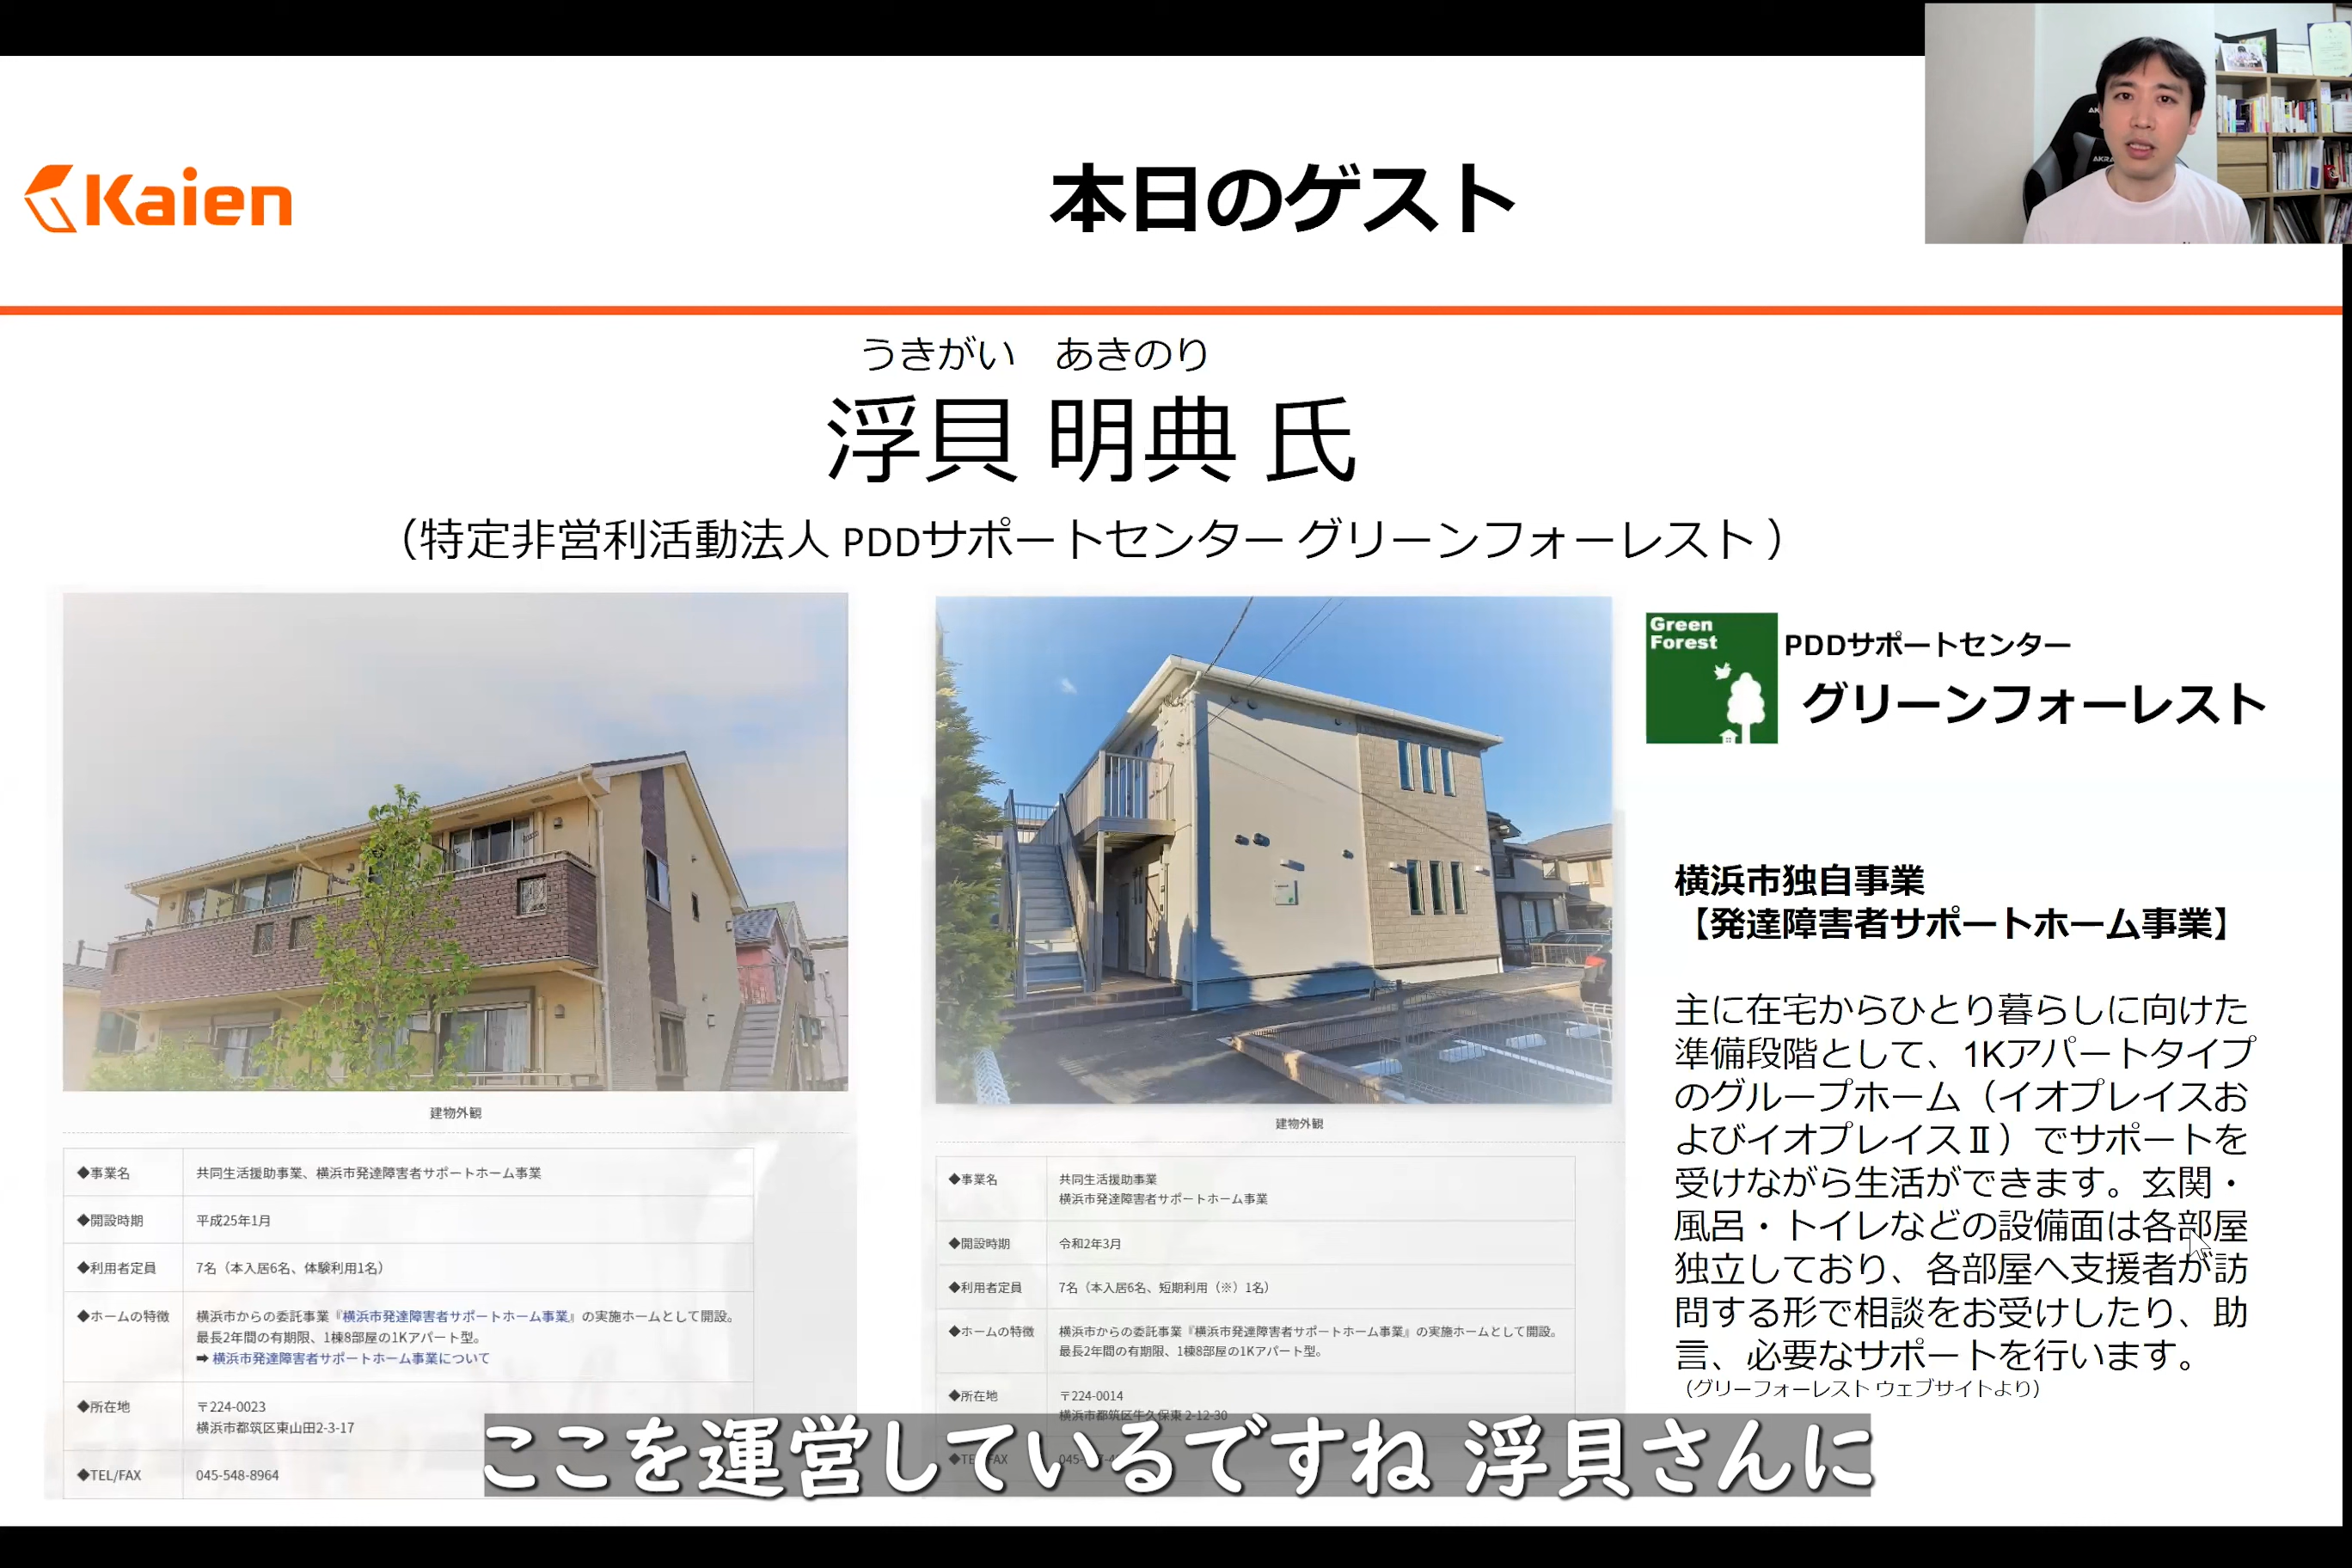 Kaien
本日のゲスト
うきがい あきのり
浮貝 明典 氏
（特定非営利活動法人 PDDサポートセンター グリーンフォーレスト ）
建物外観
◆事業名 共同生活援助事業、横浜市発達障害者サポートホーム事業
◆開設時期 平成25年1月
◆利用者定員 7名（本入居6名、体験利用1名）
◆ホームの特徴 横浜市からの委託事業『横浜市発達障害者サポートホーム事業』の実施ホームとして開設。
最長2年間の有期限、1棟8部屋の1Kアパート型。
➡ 横浜市発達障害者サポートホーム事業について
◆所在地 〒224-0023
横浜市都筑区東山田2-3-17
◆TEL/FAX 045-548-8964
建物外観
◆事業名 共同生活援助事業
横浜市発達障害者サポートホーム事業
◆開設時期 令和2年3月
◆利用者定員 7名（本入居6名、短期利用（※）1名）
◆ホームの特徴 横浜市からの委託事業『横浜市発達障害者サポートホーム事業』の実施ホームとして開設。
最長2年間の有期限、1棟8部屋の1Kアパート型。
◆所在地 〒224-0014
横浜市都筑区牛久保東 2-12-30
Green
Forest
PDDサポートセンター
グリーンフォーレスト
横浜市独自事業
【発達障害者サポートホーム事業】
主に在宅からひとり暮らしに向けた
準備段階として、1Kアパートタイプ
のグループホーム（イオプレイスお
よびイオプレイスⅡ）でサポートを
受けながら生活ができます。玄関・
風呂・トイレなどの設備面は各部屋
独立しており、各部屋へ支援者が訪
問する形で相談をお受けしたり、助
言、必要なサポートを行います。
（グリーフォーレスト ウェブサイトより）
ここを運営しているですね 浮貝さんに